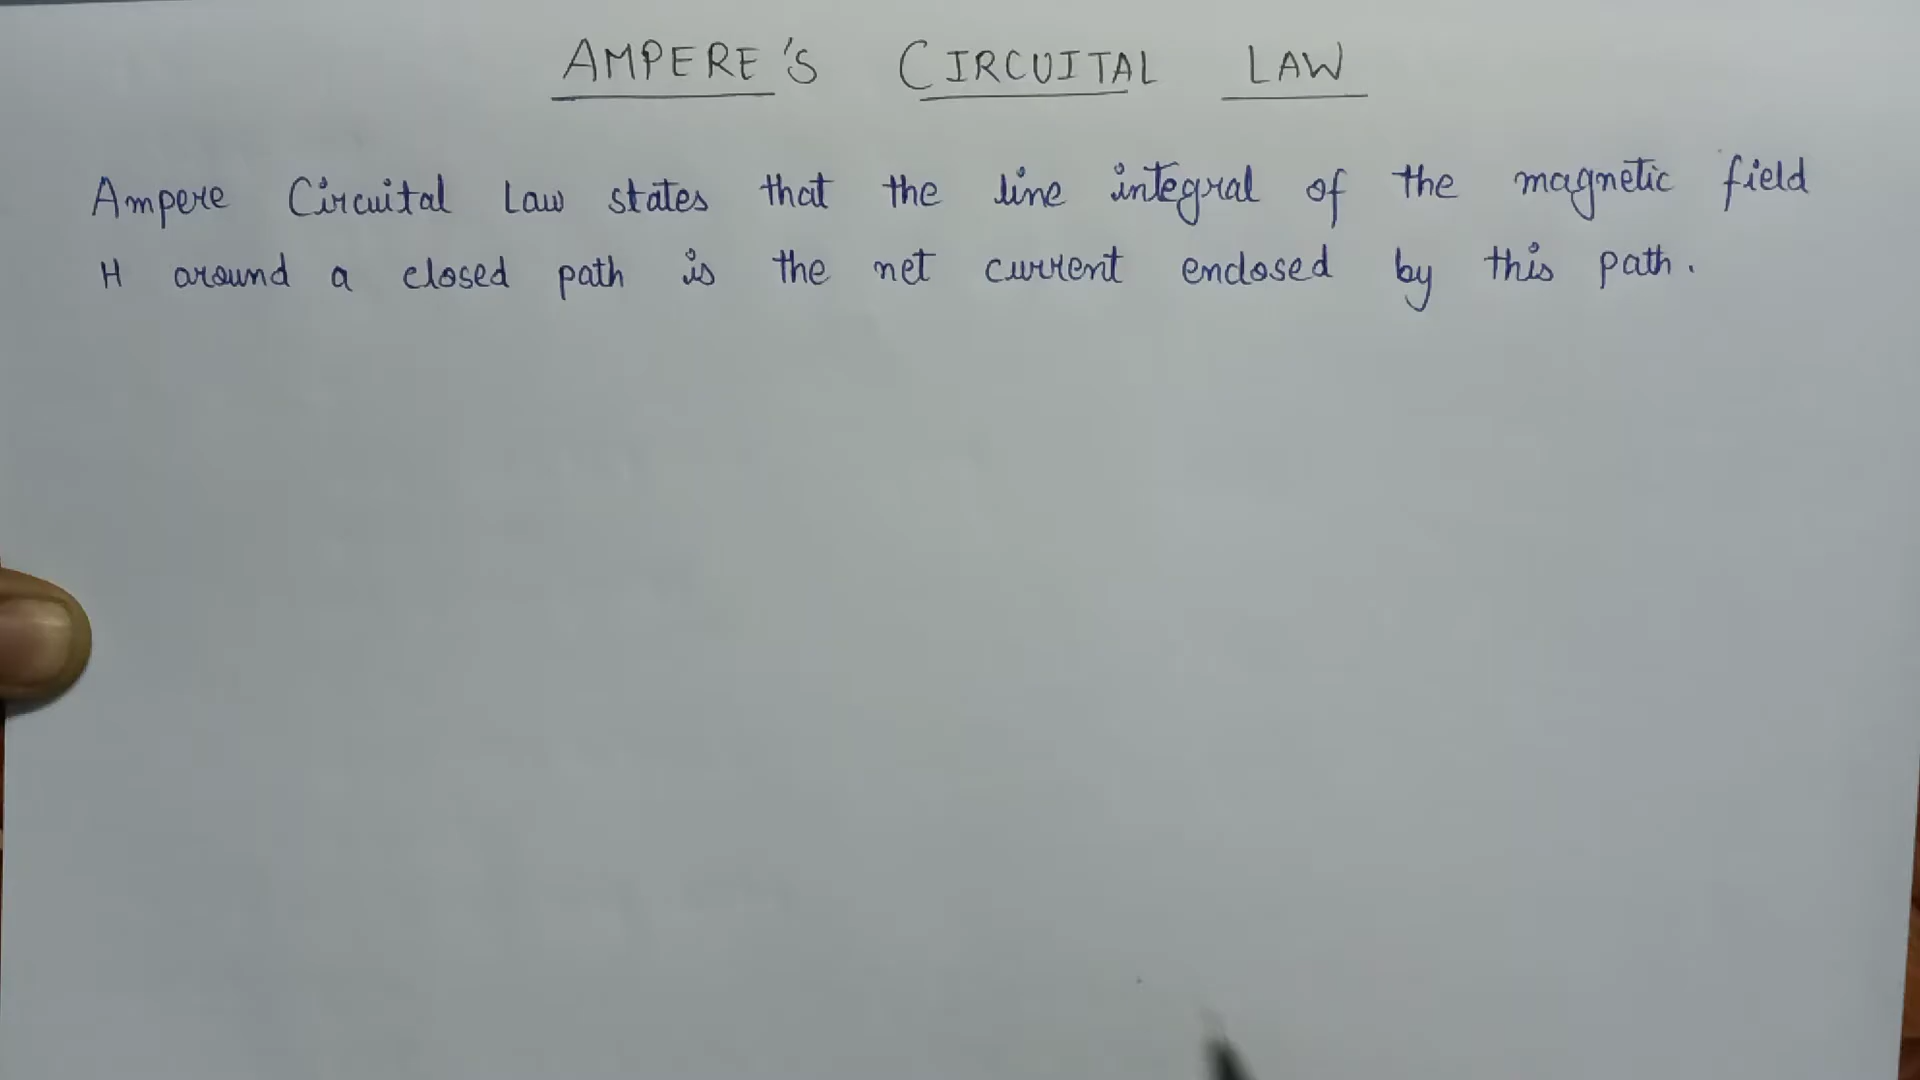 AMPERE'S CIRCUITAL LAW
Ampere Circuital Law states that the line integral of the magnetic field
H around a closed path is the net current enclosed by this path.